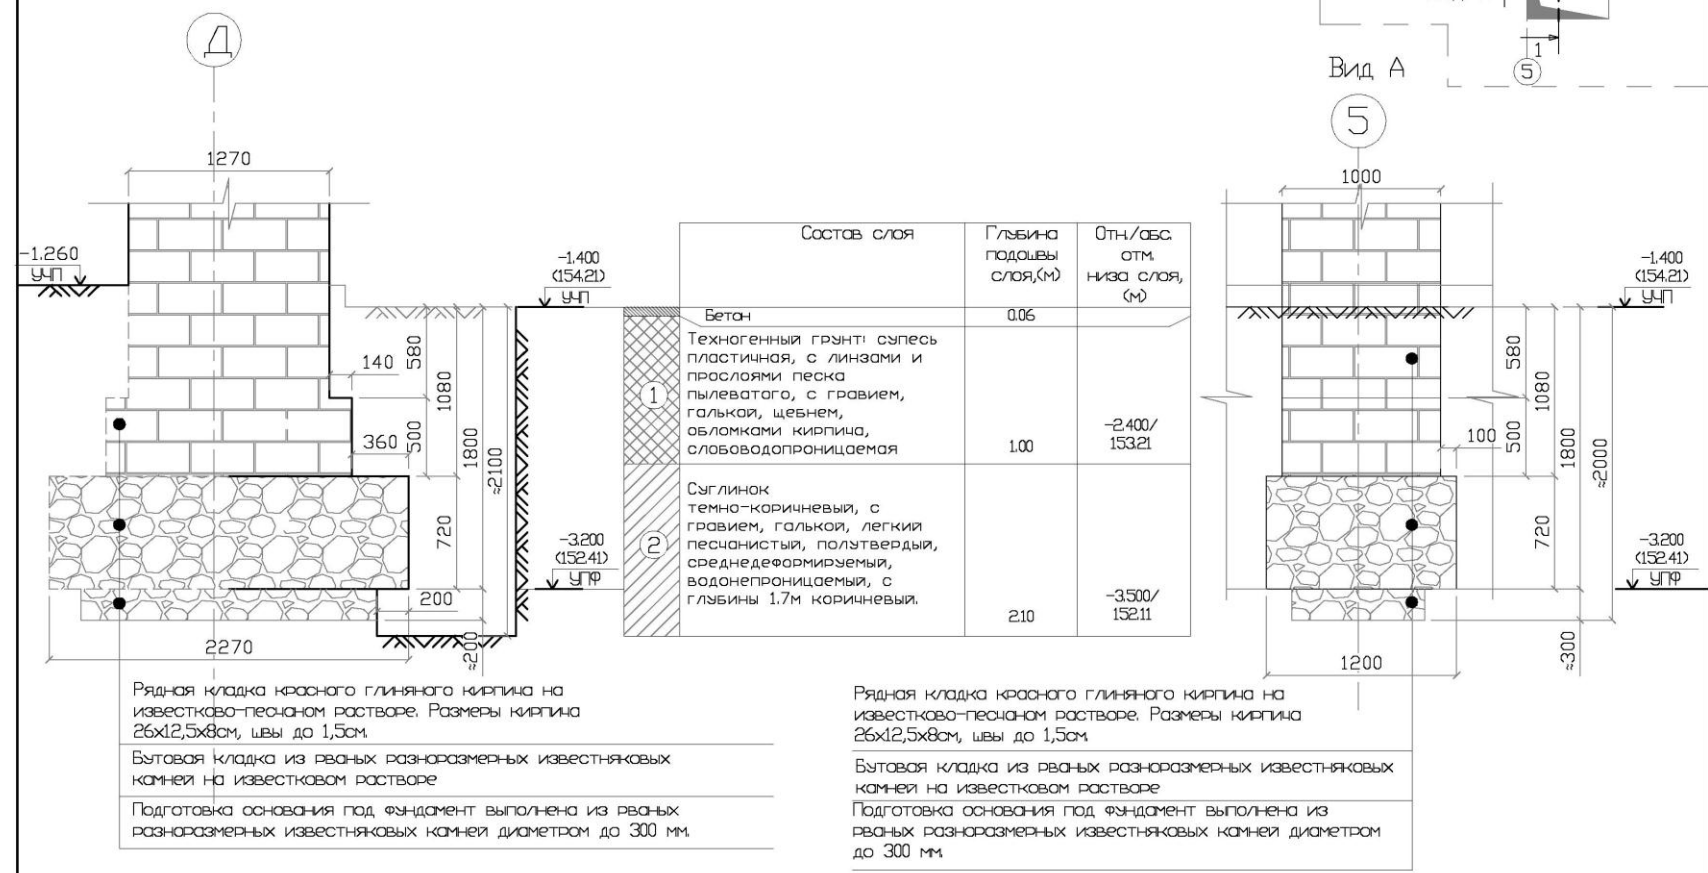 Д
1
5
Вид А
5
1270
1000
-1.260
УЧП
-1.400
(154.21)
УЧП
-1.400
(154.21)
УЧП
Состав слоя
Глубина
подошвы
слоя,(м)
Отн./абс.
отм.
низа слоя,
(м)
Бетон
0.06
1
Техногенный грунт: супесь
пластичная, с линзами и
прослоями песка
пылеватого, с гравием,
галькой, щебнем,
обломками кирпича,
слобоводопроницаемая
1.00
-2.400/
153.21
2
Суглинок
темно-коричневый, с
гравием, галькой, легкий
песчанистый, полутвердый,
среднедеформируемый,
водонепроницаемый, с
глубины 1.7м коричневый.
2.10
-3.500/
152.11
140
360
580
500
1080
720
1800
≈2100
200
≈200
2270
-3.200
(152.41)
УПФ
100
580
500
1080
720
1800
≈2000
≈300
1200
-3.200
(152.41)
УПФ
Рядная кладка красного глиняного кирпича на
известково-песчаном растворе. Размеры кирпича
26х12,5х8см, швы до 1,5см.
Бутовая кладка из рваных разноразмерных известняковых
камней на известковом растворе
Подготовка основания под фундамент выполнена из рваных
разноразмерных известняковых камней диаметром до 300 мм.
Рядная кладка красного глиняного кирпича на
известково-песчаном растворе. Размеры кирпича
26х12,5х8см, швы до 1,5см
Бутовая кладка из рваных разноразмерных известняковых
камней на известковом растворе
Подготовка основания под фундамент выполнена из
рваных разноразмерных известняковых камней диаметром
до 300 мм.